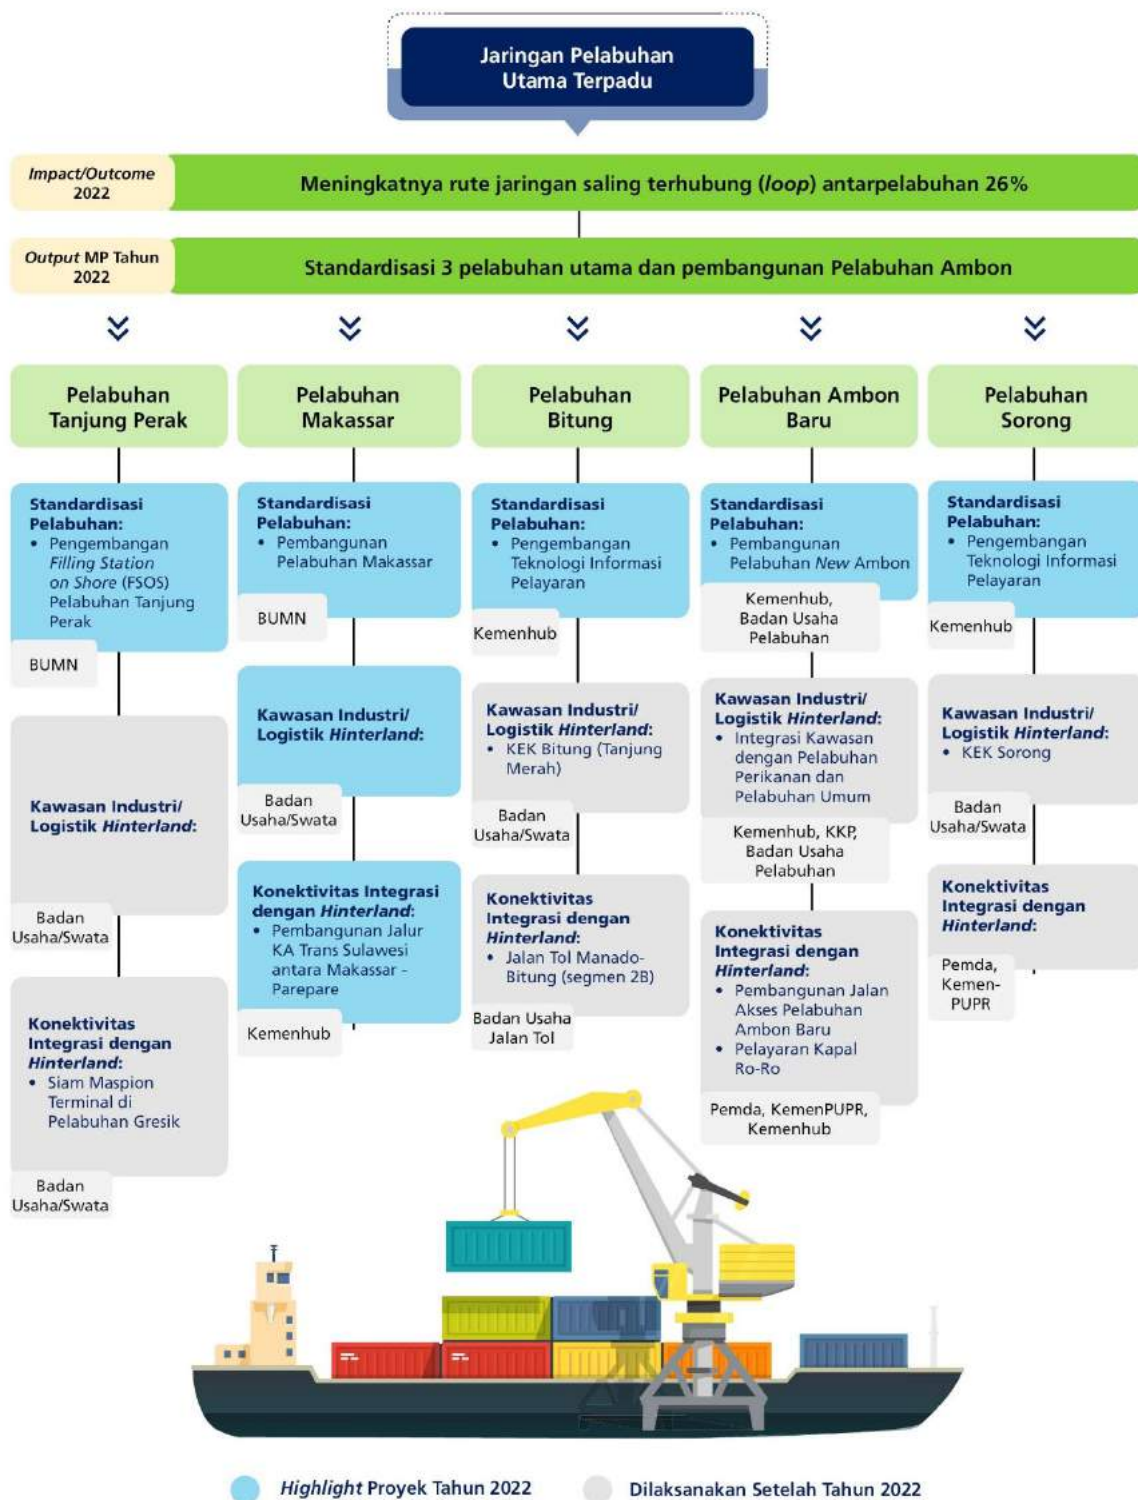 Jaringan Pelabuhan
Utama Terpadu
Impact/Outcome
2022
Meningkatnya rute jaringan saling terhubung (loop) antarpelabuhan 26%
Output MP Tahun
2022
Standardisasi 3 pelabuhan utama dan pembangunan Pelabuhan Ambon
Pelabuhan
Tanjung Perak
Standardisasi
Pelabuhan:
• Pengembangan
Filling Station
on Shore (FSOS)
Pelabuhan Tanjung
Perak
BUMN
Kawasan Industri/
Logistik Hinterland:
Badan
Usaha/Swata
Konektivitas
Integrasi dengan
Hinterland:
• Siam Maspion
Terminal di
Pelabuhan Gresik
Badan
Usaha/Swata
Pelabuhan
Makassar
Standardisasi
Pelabuhan:
• Pembangunan
Pelabuhan Makassar
BUMN
Kawasan Industri/
Logistik Hinterland:
Badan
Usaha/Swata
Konektivitas Integrasi
dengan Hinterland:
• Pembangunan Jalur
KA Trans Sulawesi
antara Makassar -
Parepare
Kemenhub
Pelabuhan
Bitung
Standardisasi
Pelabuhan:
• Pengembangan
Teknologi Informasi
Pelayaran
Kemenhub
Kawasan Industri/
Logistik Hinterland:
• KEK Bitung (Tanjung
Merah)
Badan
Usaha/Swata
Konektivitas
Integrasi dengan
Hinterland:
• Jalan Tol Manado-
Bitung (segmen 2B)
Badan Usaha
Jalan Tol
Pelabuhan Ambon
Baru
Standardisasi
Pelabuhan:
• Pembangunan
Pelabuhan New Ambon
Kemenhub,
Badan Usaha
Pelabuhan
Kawasan Industri/
Logistik Hinterland:
• Integrasi Kawasan
dengan Pelabuhan
Perikanan dan
Pelabuhan Umum
Kemenhub, KKP,
Badan Usaha
Pelabuhan
Konektivitas
Integrasi dengan
Hinterland:
• Pembangunan Jalan
Akses Pelabuhan
Ambon Baru
• Pelayaran Kapal
Ro-Ro
Pemda, KemenPUPR,
Kemenhub
Pelabuhan
Sorong
Standardisasi
Pelabuhan:
• Pengembangan
Teknologi Informasi
Pelayaran
Kemenhub
Kawasan Industri/
Logistik Hinterland:
• KEK Sorong
Badan
Usaha/Swata
Konektivitas
Integrasi dengan
Hinterland:
Pemda,
Kemen-
PUPR
Highlight Proyek Tahun 2022
Dilaksanakan Setelah Tahun 2022